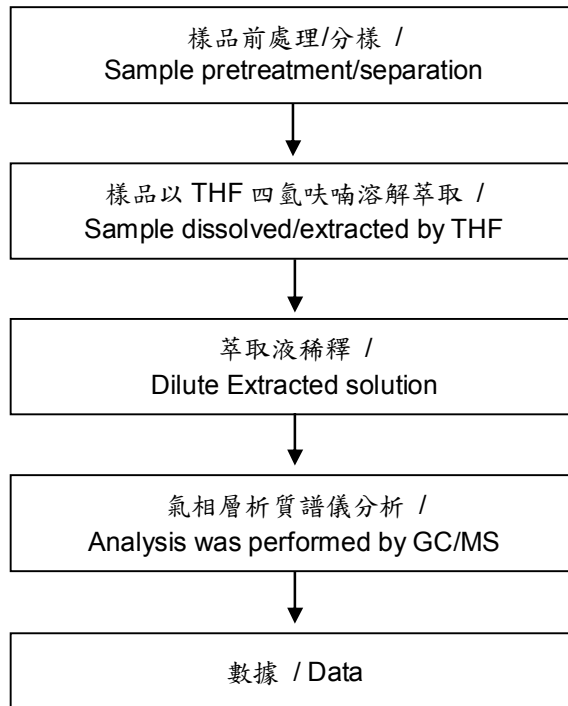 樣品前處理/分樣 /
Sample pretreatment/separation
樣品以 THF 四氫呋喃溶解萃取 /
Sample dissolved/extracted by THF
萃取液稀釋 /
Dilute Extracted solution
氣相層析質譜儀分析 /
Analysis was performed by GC/MS
數據 / Data